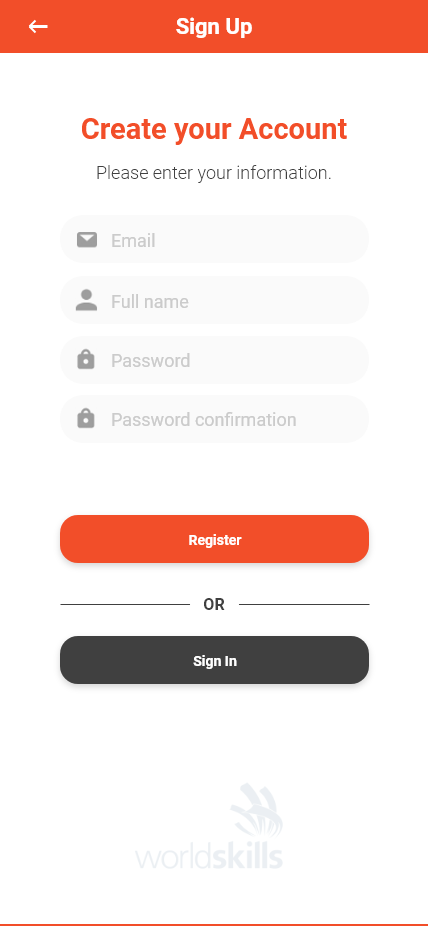 Sign Up
Create your Account
Please enter your information.
Email
Full name
Password
Password confirmation
Register
OR
Sign In
worldskills